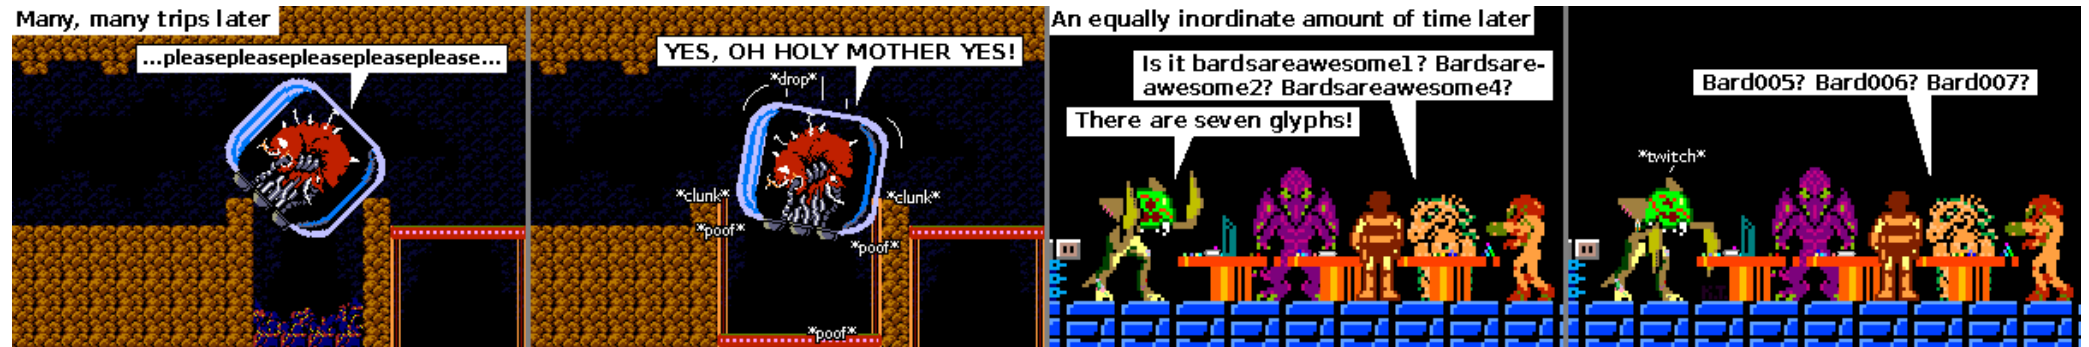 Many, many trips later
...pleasepleasepleasepleaseplease...
YES, OH HOLY MOTHER YES!
*drop*
*clunk*
*clunk*
*poof*
*poof*
*poof*
An equally inordinate amount of time later
Is it bardsareawesome1? Bardsare-
awesome2? Bardsareawesome4?
There are seven glyphs!
Bard005? Bard006? Bard007?
*twitch*